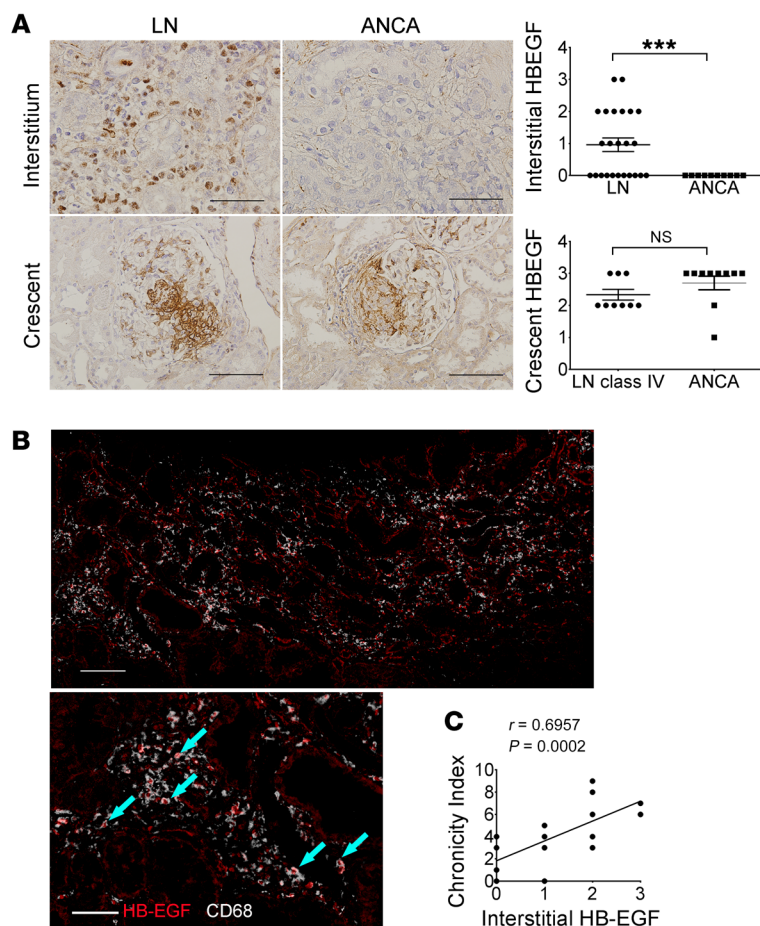 A
LN
ANCA
Interstitium
Crescent
Interstitial HBEGF
4
3
2
1
0
***
LN
ANCA
Crescent HBEGF
4
3
2
1
0
NS
LN class IV
ANCA
B
HB-EGF CD68
C
r = 0.6957
P = 0.0002
Chronicity Index
10
8
6
4
2
0
0 1 2 3
Interstitial HB-EGF